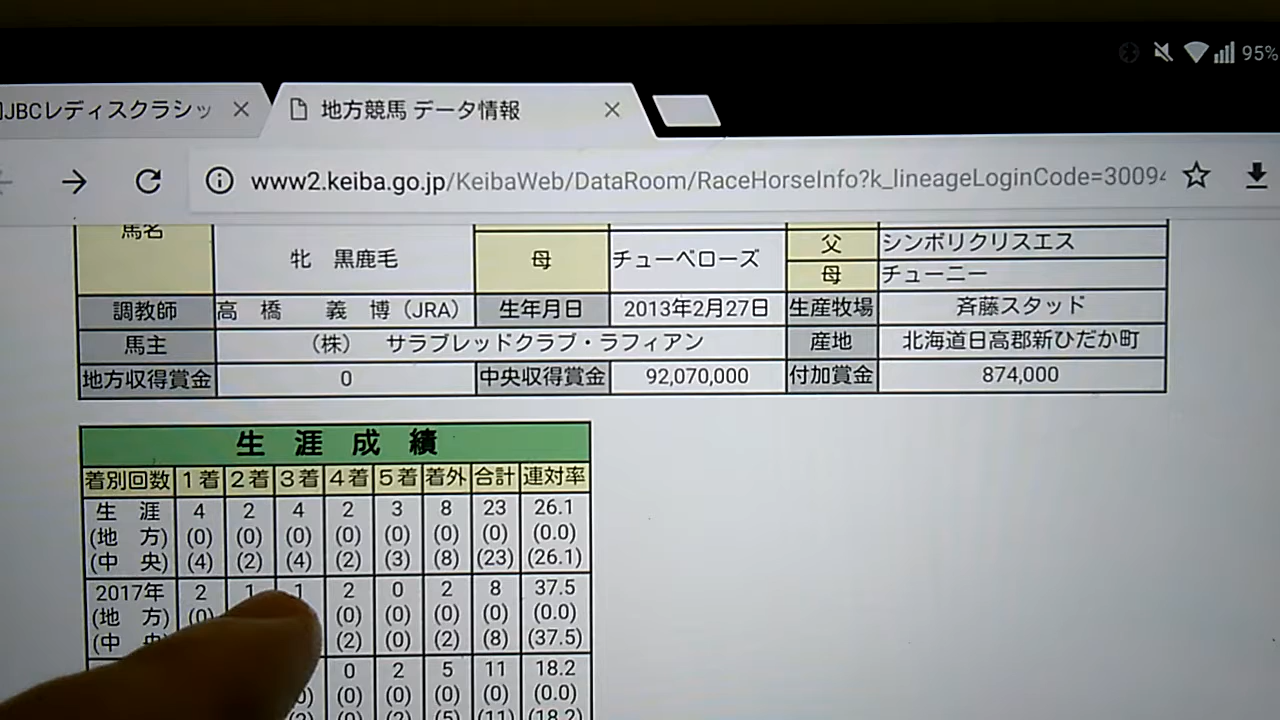 95%
JBCレディスクラシッ × 地方競馬 データ情報 ×
www2.keiba.go.jp/KeibaWeb/DataRoom/RaceHorseInfo?k_lineageLoginCode=3009
馬名 牝 黒鹿毛 母 チューベローズ 父 シンボリクリスエス
母 チューニー
調教師 高橋 義博(JRA) 生年月日 2013年2月27日 生産牧場 斉藤スタッド
馬主 (株) サラブレッドクラブ・ラフィアン 産地 北海道日高郡新ひだか町
地方収得賞金 0 中央収得賞金 92,070,000 付加賞金 874,000
生涯成績
着別回数 1着 2着 3着 4着 5着 着外 合計 連対率
生涯 4 2 4 2 3 8 23 26.1
(地方) (0) (0) (0) (0) (0) (0) (0) (0.0)
(中央) (4) (2) (4) (2) (3) (8) (23) (26.1)
2017年 2 1 1 2 0 2 8 37.5
(地方) (0) (0) (0) (0) (0) (0.0)
(中 (2) (0) (2) (8) (37.5)
0 2 5 11 18.2
(0) (0) (0) (0) (0.0)
(0) (2) (5) (11) (18.2)